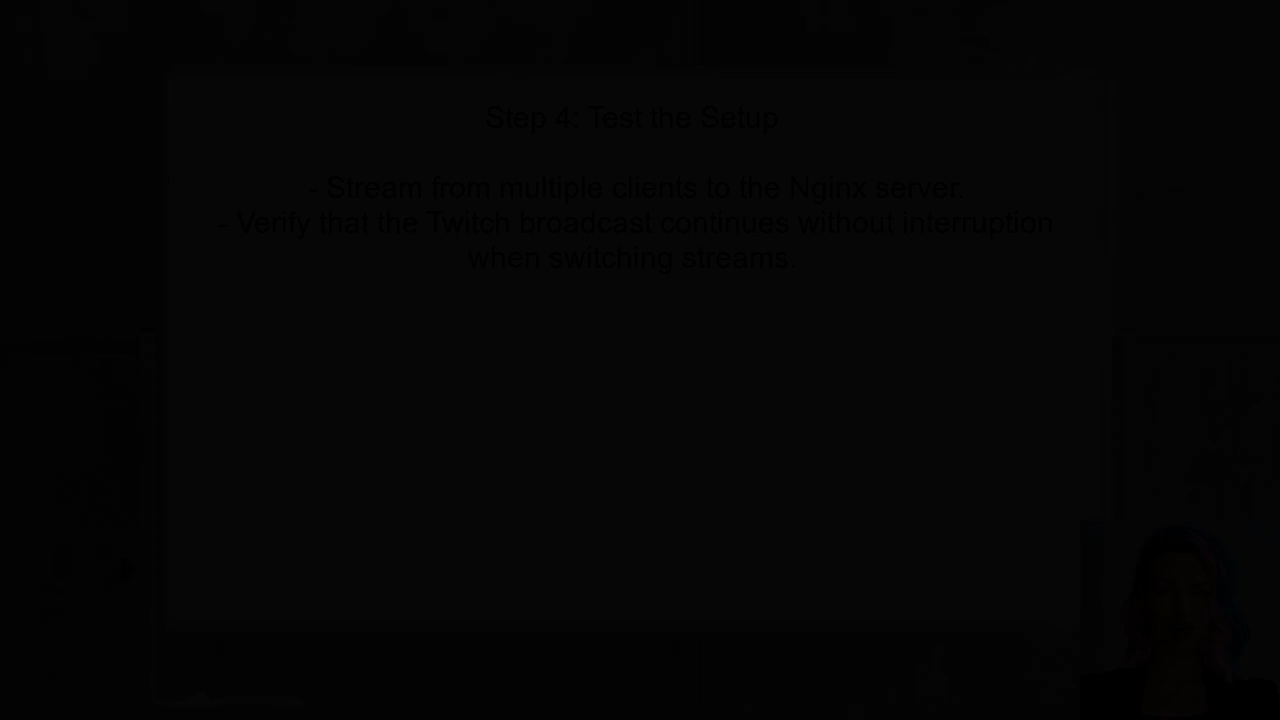 Step 4: Test the Setup
- Stream from multiple clients to the Nginx server.
- Verify that the Twitch broadcast continues without interruption
when switching streams.